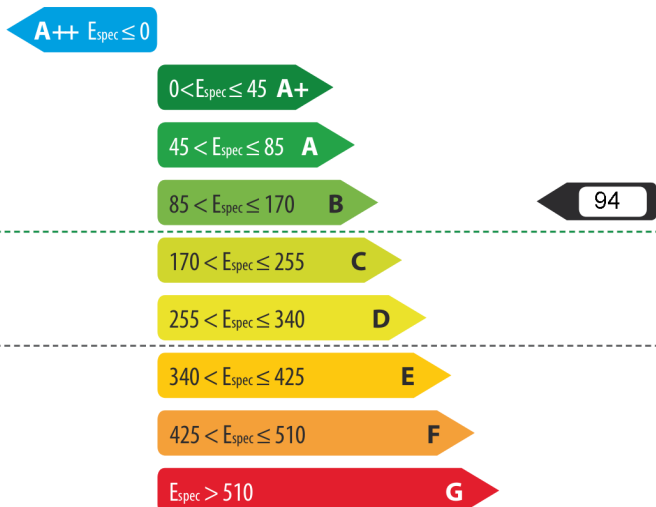 A++ Espec ≤ 0
0 < Espec ≤ 45 A+
45 < Espec ≤ 85 A
85 < Espec ≤ 170 B
94
170 < Espec ≤ 255 C
255 < Espec ≤ 340 D
340 < Espec ≤ 425 E
425 < Espec ≤ 510 F
Espec > 510 G